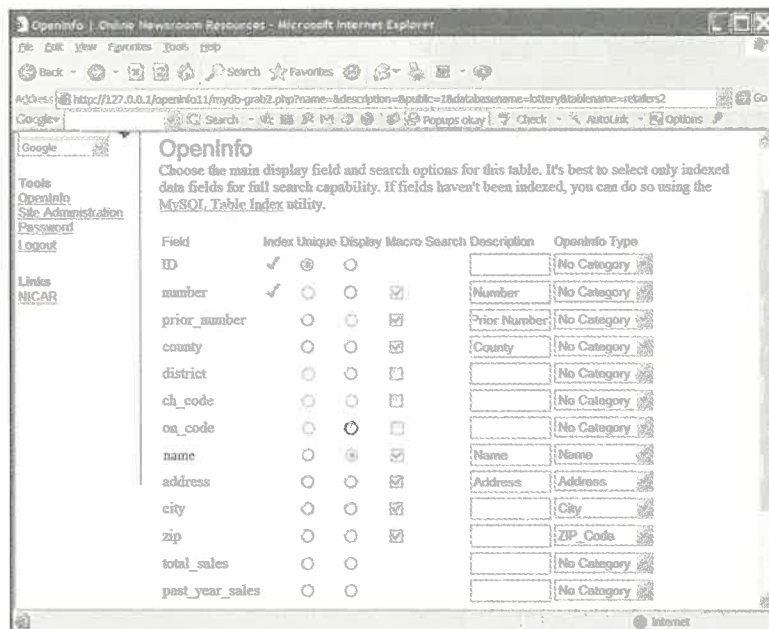 OpenInfo | Online Newsroom Resources - Microsoft Internet Explorer
File Edit View Favorites Tools Help
Back Search Favorites
Address http://127.0.0.1/openinfo11/mydb-grab2.php?name=&description=&public=1&databasename=lottery&tablename=retailers2 Go
Google Search Popups okay Check AutoLink Options
Google
Tools
OpenInfo
Site Administration
Password
Logout
Links
NICAR
OpenInfo
Choose the main display field and search options for this table. It's best to select only indexed
data fields for full search capability. If fields haven't been indexed, you can do so using the
MySQL Table Index utility.
Field Index Unique Display Macro Search Description OpenInfo Type
ID No Category
number Number No Category
prior_number Prior Number No Category
county County No Category
district No Category
ch_code No Category
on_code No Category
name Name Name
address Address Address
city City
zip ZIP_Code
total_sales No Category
past_year_sales No Category
Internet